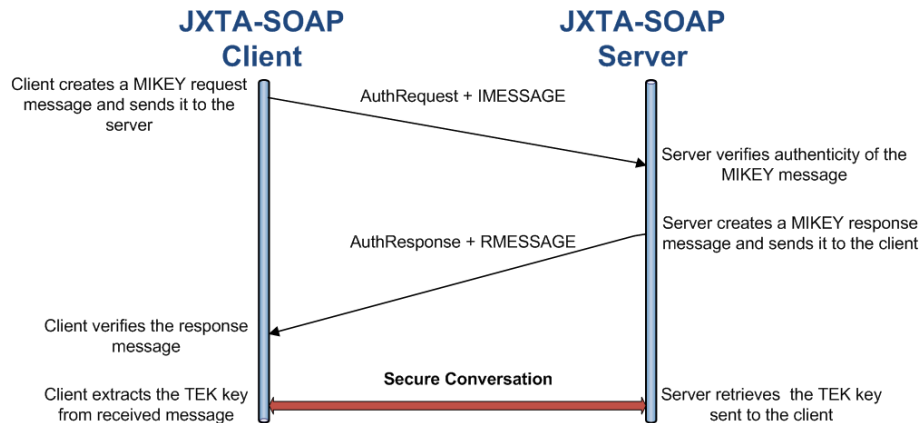 JXTA-SOAP
Client
JXTA-SOAP
Server
Client creates a MIKEY request
message and sends it to the
server
AuthRequest + IMESSAGE
Server verifies authenticity of the
MIKEY message
Server creates a MIKEY response
message and sends it to the client
AuthResponse + RMESSAGE
Client verifies the response
message
Secure Conversation
Client extracts the TEK key
from received message
Server retrieves the TEK key
sent to the client